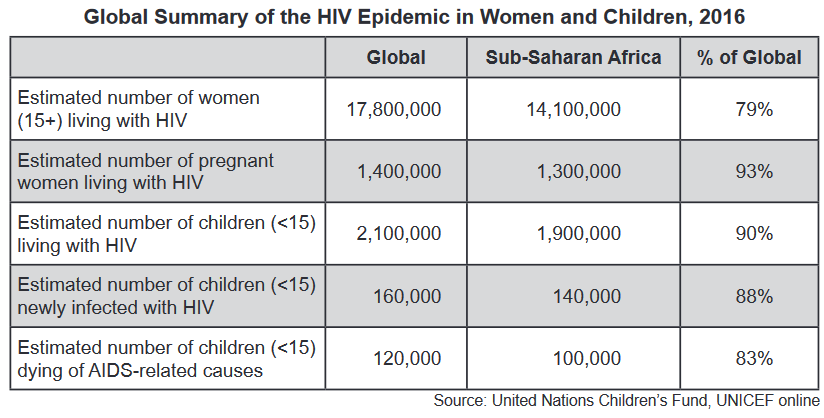 Global Summary of the HIV Epidemic in Women and Children, 2016
Global Sub-Saharan Africa % of Global
Estimated number of women
(15+) living with HIV 17,800,000 14,100,000 79%
Estimated number of pregnant
women living with HIV 1,400,000 1,300,000 93%
Estimated number of children (<15)
living with HIV 2,100,000 1,900,000 90%
Estimated number of children (<15)
newly infected with HIV 160,000 140,000 88%
Estimated number of children (<15)
dying of AIDS-related causes 120,000 100,000 83%
Source: United Nations Children's Fund, UNICEF online